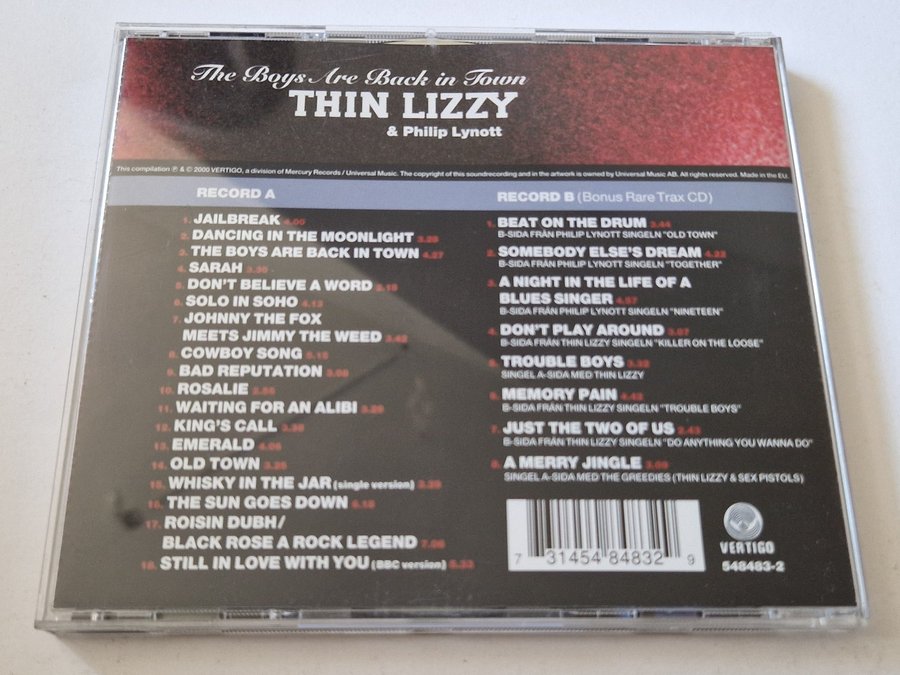 The Boys Are Back in Town
THIN LIZZY
& Philip Lynott
This compilation ℗ & © 2000 VERTIGO, a division of Mercury Records / Universal Music. The copyright of this soundrecording and in the artwork is owned by Universal Music AB. All rights reserved. Made in the EU.
RECORD A
1. JAILBREAK 4.00
2. DANCING IN THE MOONLIGHT 3.25
3. THE BOYS ARE BACK IN TOWN 4.27
4. SARAH 3.30
5. DON'T BELIEVE A WORD
6. SOLO IN SOHO 4.13
7. JOHNNY THE FOX
MEETS JIMMY THE WEED
8. COWBOY SONG
9. BAD REPUTATION
10. ROSALIE
11. WAITING FOR AN ALIBI
12. KING'S CALL
13. EMERALD
14. OLD TOWN
15. WHISKY IN THE JAR (single version)
16. THE SUN GOES DOWN
17. ROISIN DUBH/
BLACK ROSE A ROCK LEGEND
18. STILL IN LOVE WITH YOU (BBC version)
RECORD B (Bonus Rare Trax CD)
1. BEAT ON THE DRUM
B-SIDA FRÅN PHILIP LYNOTT SINGELN "OLD TOWN"
2. SOMEBODY ELSE'S DREAM
B-SIDA FRÅN PHILIP LYNOTT SINGELN "TOGETHER"
3. A NIGHT IN THE LIFE OF A
BLUES SINGER 4.57
B-SIDA FRÅN PHILIP LYNOTT SINGELN "NINETEEN"
4. DON'T PLAY AROUND
B-SIDA FRÅN THIN LIZZY SINGELN "KILLER ON THE LOOSE"
5. TROUBLE BOYS
SINGEL A-SIDA MED THIN LIZZY
6. MEMORY PAIN
B-SIDA FRÅN THIN LIZZY SINGELN "TROUBLE BOYS"
7. JUST THE TWO OF US 2.43
B-SIDA FRÅN THIN LIZZY SINGELN "DO ANYTHING YOU WANNA DO"
8. A MERRY JINGLE
SINGEL A-SIDA MED THE GREEDIES (THIN LIZZY & SEX PISTOLS)
7 31454 84832 9
VERTIGO
548483-2